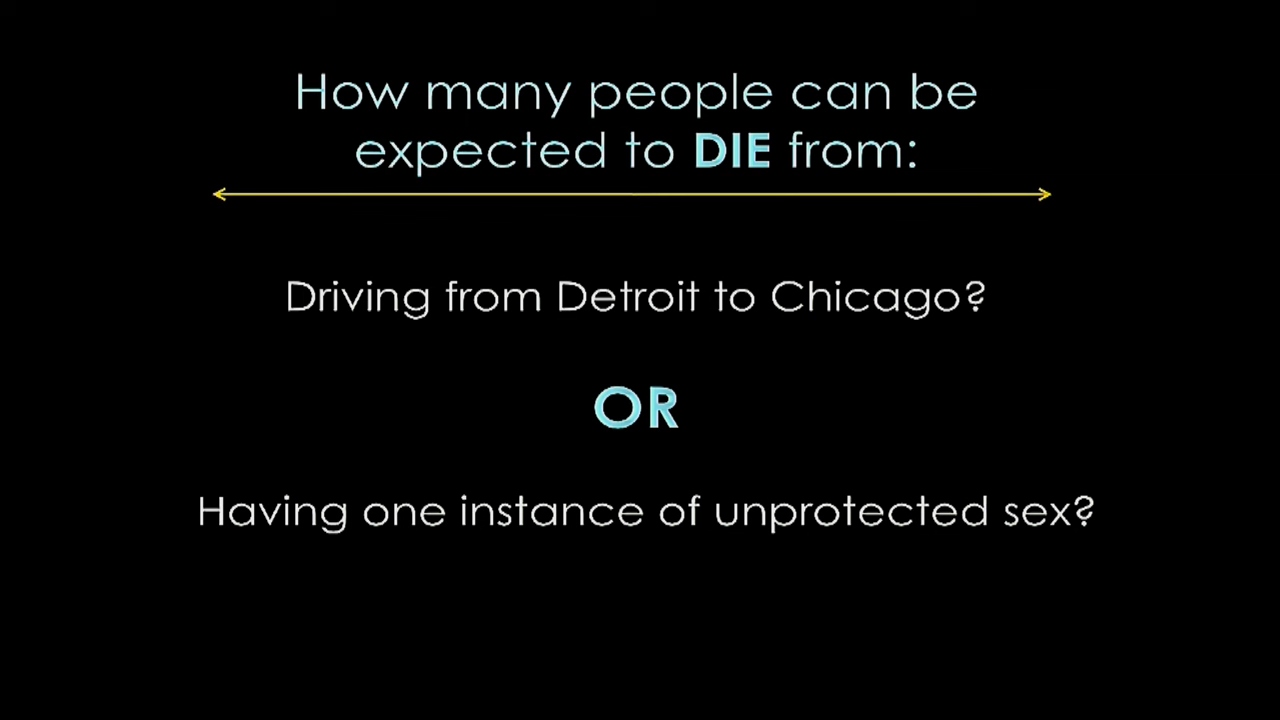 How many people can be
expected to DIE from:
Driving from Detroit to Chicago?
OR
Having one instance of unprotected sex?